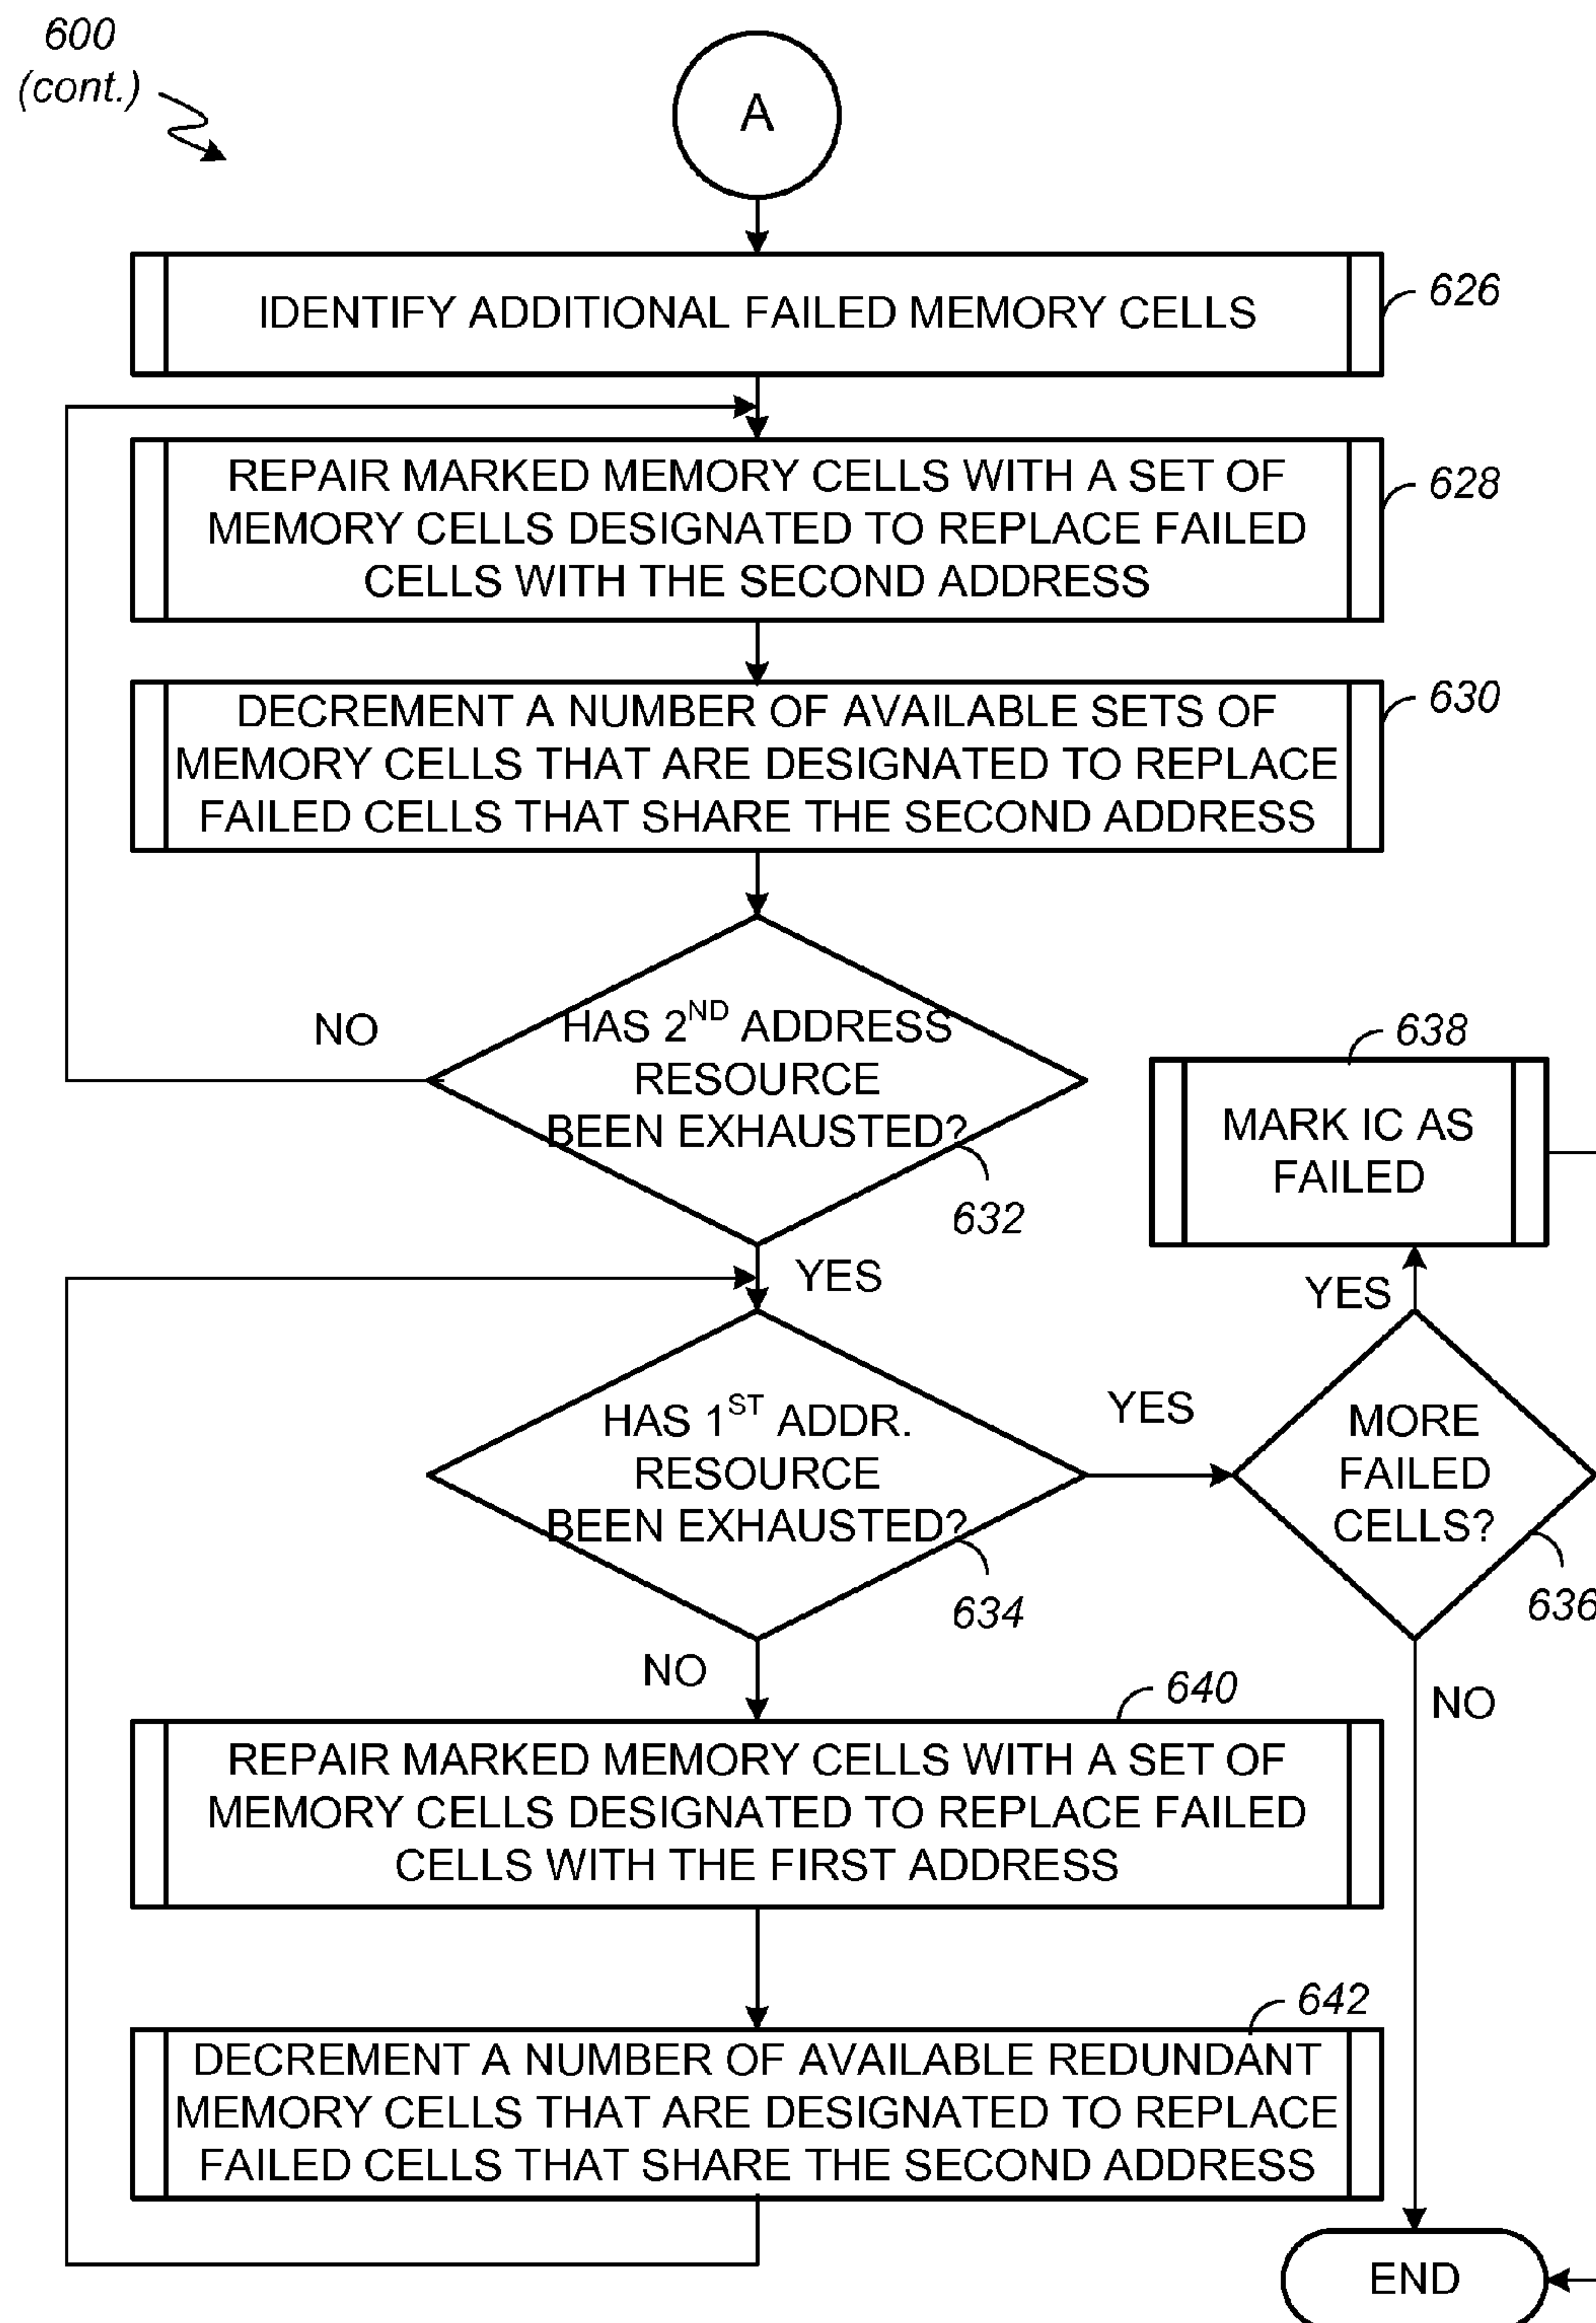 600
(cont.)
A
IDENTIFY ADDITIONAL FAILED MEMORY CELLS
626
REPAIR MARKED MEMORY CELLS WITH A SET OF
MEMORY CELLS DESIGNATED TO REPLACE FAILED
CELLS WITH THE SECOND ADDRESS
628
DECREMENT A NUMBER OF AVAILABLE SETS OF
MEMORY CELLS THAT ARE DESIGNATED TO REPLACE
FAILED CELLS THAT SHARE THE SECOND ADDRESS
630
NO
HAS 2ND ADDRESS
RESOURCE
BEEN EXHAUSTED?
632
638
MARK IC AS
FAILED
YES
YES
HAS 1ST ADDR.
RESOURCE
BEEN EXHAUSTED?
634
YES
MORE
FAILED
CELLS?
636
NO
NO
640
REPAIR MARKED MEMORY CELLS WITH A SET OF
MEMORY CELLS DESIGNATED TO REPLACE FAILED
CELLS WITH THE FIRST ADDRESS
642
DECREMENT A NUMBER OF AVAILABLE REDUNDANT
MEMORY CELLS THAT ARE DESIGNATED TO REPLACE
FAILED CELLS THAT SHARE THE SECOND ADDRESS
END